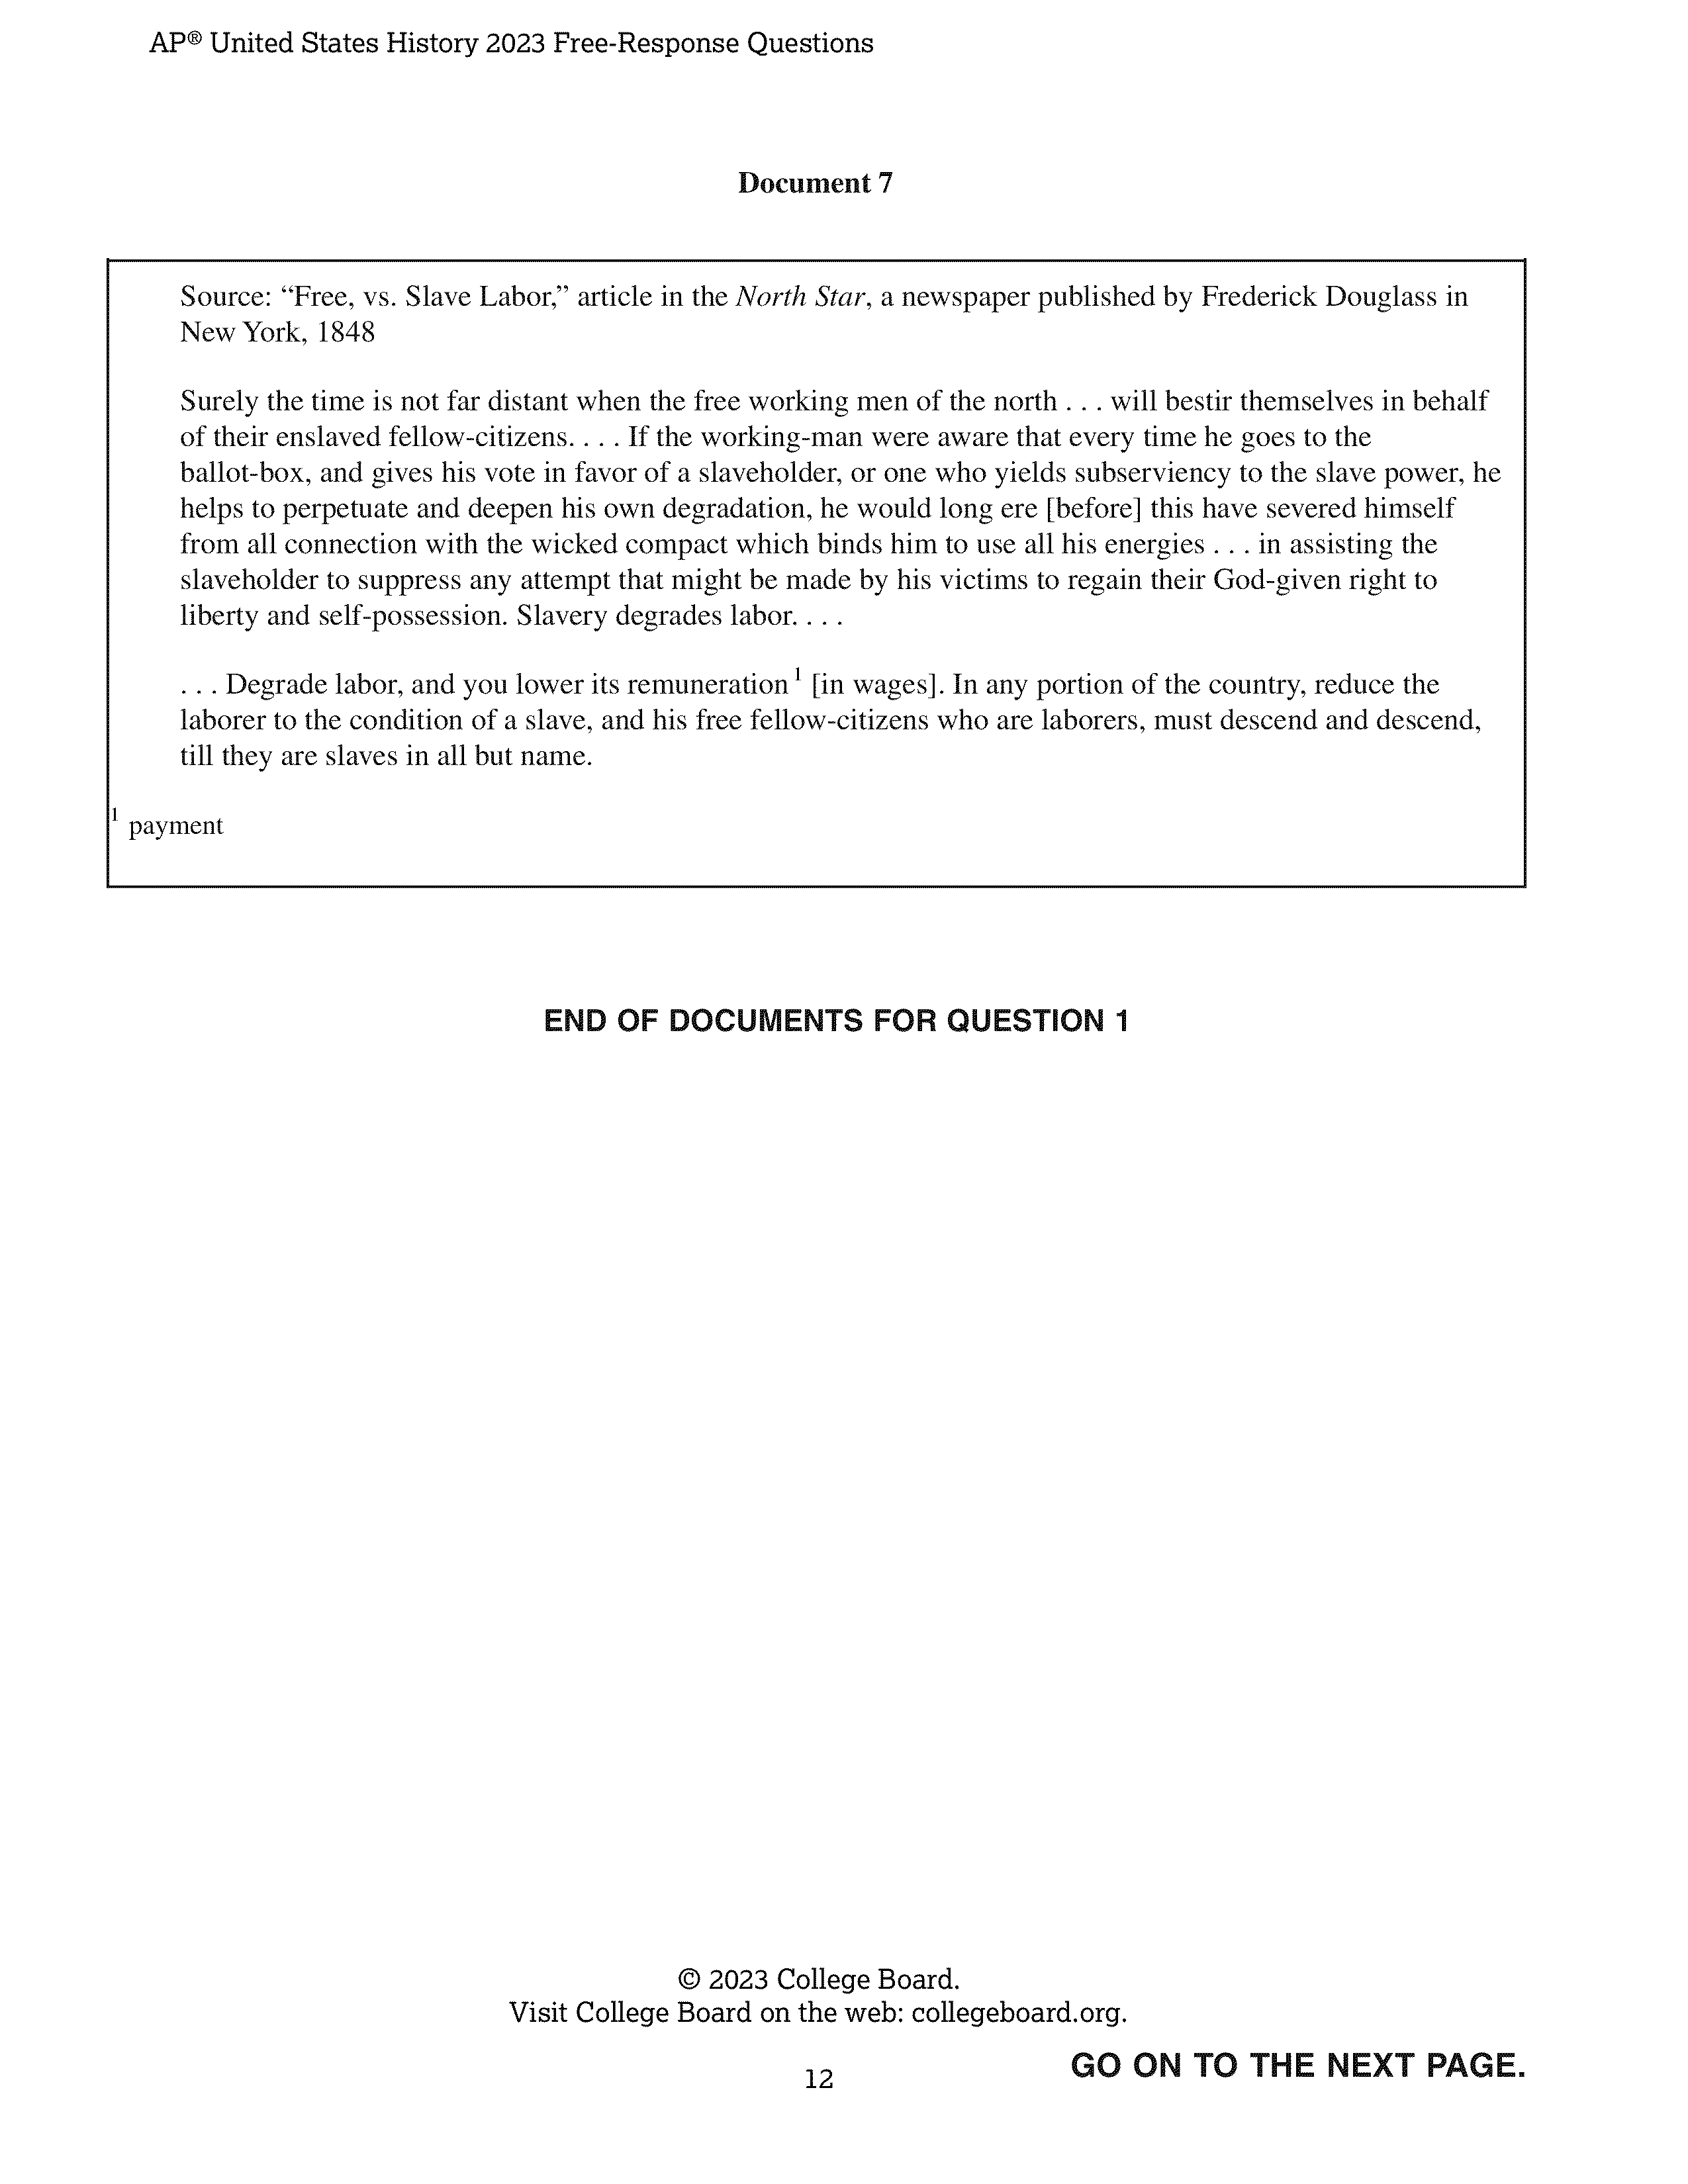 AP® United States History 2023 Free-Response Questions
Document 7
Source: “Free, vs. Slave Labor,” article in the North Star, a newspaper published by Frederick Douglass in
New York, 1848
Surely the time is not far distant when the free working men of the north . . . will bestir themselves in behalf
of their enslaved fellow-citizens. . . . If the working-man were aware that every time he goes to the
ballot-box, and gives his vote in favor of a slaveholder, or one who yields subserviency to the slave power, he
helps to perpetuate and deepen his own degradation, he would long ere [before] this have severed himself
from all connection with the wicked compact which binds him to use all his energies . . . in assisting the
slaveholder to suppress any attempt that might be made by his victims to regain their God-given right to
liberty and self-possession. Slavery degrades labor. . . .
. . . Degrade labor, and you lower its remuneration 1 [in wages]. In any portion of the country, reduce the
laborer to the condition of a slave, and his free fellow-citizens who are laborers, must descend and descend,
till they are slaves in all but name.
1 payment
END OF DOCUMENTS FOR QUESTION 1
© 2023 College Board.
Visit College Board on the web: collegeboard.org.
GO ON TO THE NEXT PAGE.
12